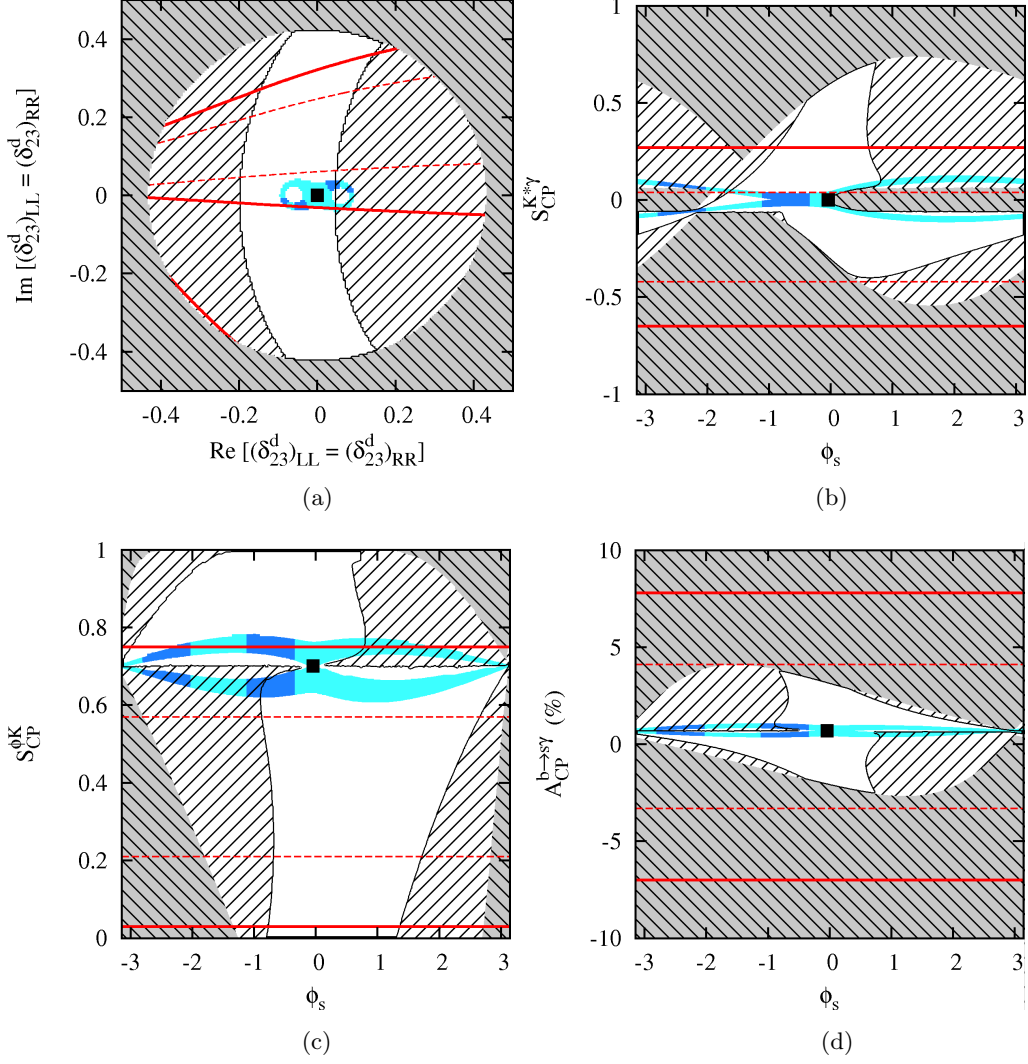 0.4
0.2
0
-0.2
-0.4
Im [(δ^d_23)_LL = (δ^d_23)_RR]
-0.4 -0.2 0 0.2 0.4
Re [(δ^d_23)_LL = (δ^d_23)_RR]
(a)
1
0.5
0
-0.5
-1
S_CP^K*γ
-3 -2 -1 0 1 2 3
ϕ_s
(b)
1
0.8
0.6
0.4
0.2
0
S_CP^ϕK
-3 -2 -1 0 1 2 3
ϕ_s
(c)
10
5
0
-5
-10
A_CP^b→sγ (%)
-3 -2 -1 0 1 2 3
ϕ_s
(d)